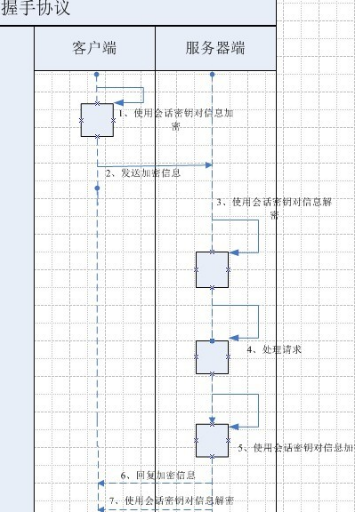 握手协议
客户端
服务器端
1、使用会话密钥对信息加
密
2、发送加密信息
3、使用会话密钥对信息解
密
4、处理请求
5、使用会话密钥对信息加
6、回复加密信息
7、使用会话密钥对信息解密